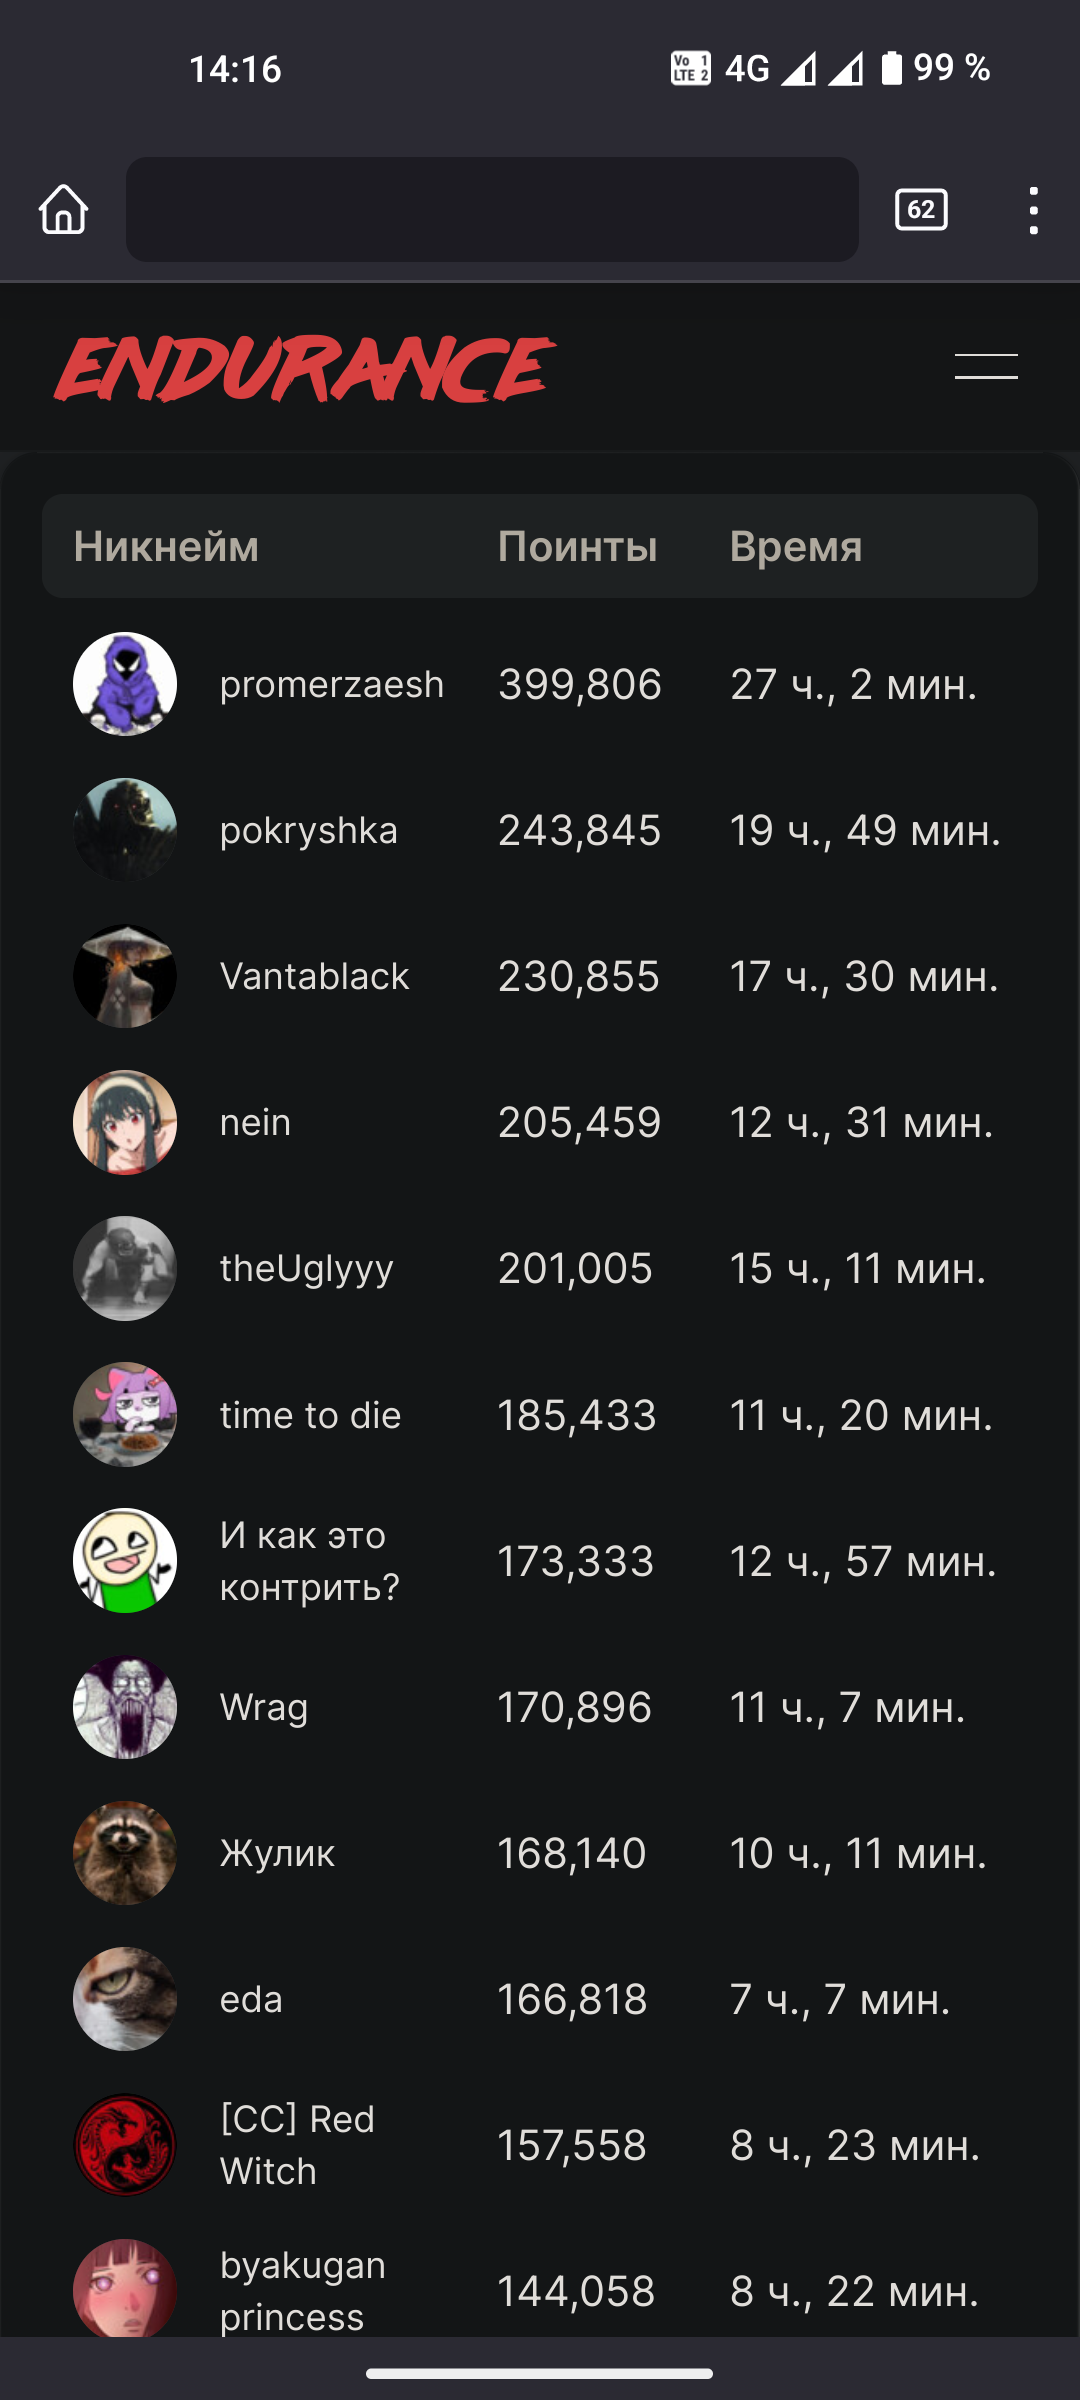 14:16 Vo 1 LTE 2 4G 99 %
62
ENDURANCE
Никнейм Поинты Время
promerzaesh 399,806 27 ч., 2 мин.
pokryshka 243,845 19 ч., 49 мин.
Vantablack 230,855 17 ч., 30 мин.
nein 205,459 12 ч., 31 мин.
theUglyyy 201,005 15 ч., 11 мин.
time to die 185,433 11 ч., 20 мин.
И как это
контрить? 173,333 12 ч., 57 мин.
Wrag 170,896 11 ч., 7 мин.
Жулик 168,140 10 ч., 11 мин.
eda 166,818 7 ч., 7 мин.
[CC] Red
Witch 157,558 8 ч., 23 мин.
byakugan
princess 144,058 8 ч., 22 мин.